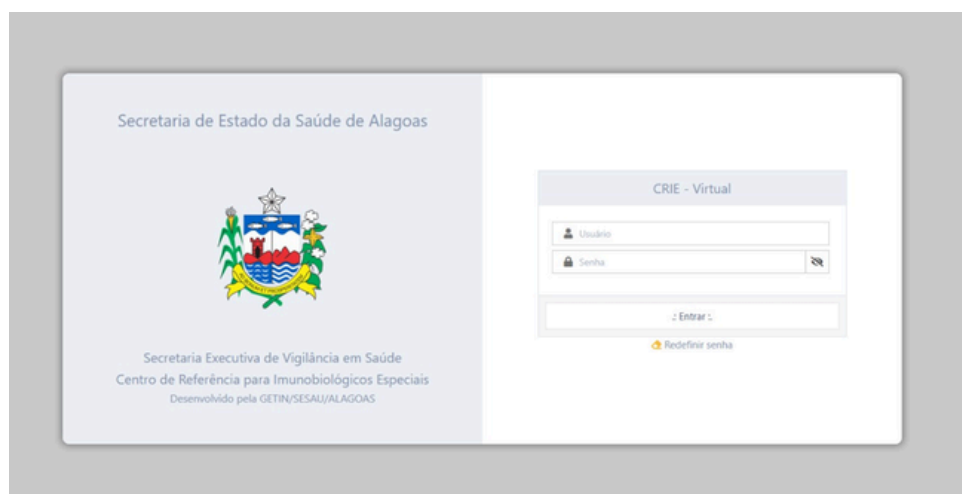 Secretaria de Estado da Saúde de Alagoas
Secretaria Executiva de Vigilância em Saúde
Centro de Referência para Imunobiológicos Especiais
Desenvolvido pela GETIN/SESAU/ALAGOAS
CRIE - Virtual
Usuário
Senha
.: Entrar :.
Redefinir senha